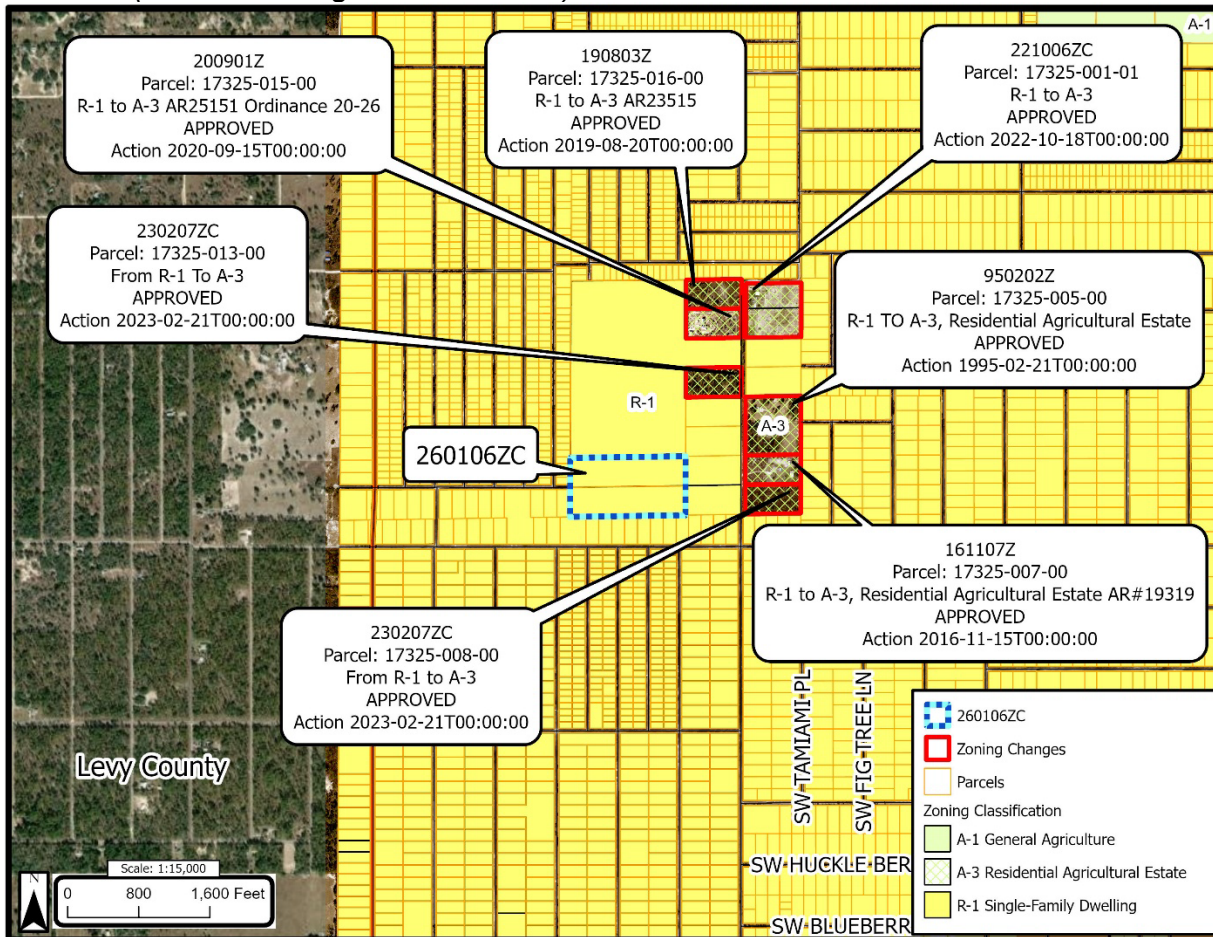 A-1
200901Z
Parcel: 17325-015-00
R-1 to A-3 AR25151 Ordinance 20-26
APPROVED
Action 2020-09-15T00:00:00
190803Z
Parcel: 17325-016-00
R-1 to A-3 AR23515
APPROVED
Action 2019-08-20T00:00:00
221006ZC
Parcel: 17325-001-01
R-1 to A-3
APPROVED
Action 2022-10-18T00:00:00
230207ZC
Parcel: 17325-013-00
From R-1 To A-3
APPROVED
Action 2023-02-21T00:00:00
950202Z
Parcel: 17325-005-00
R-1 TO A-3, Residential Agricultural Estate
APPROVED
Action 1995-02-21T00:00:00
R-1
A-3
260106ZC
161107Z
Parcel: 17325-007-00
R-1 to A-3, Residential Agricultural Estate AR#19319
APPROVED
Action 2016-11-15T00:00:00
230207ZC
Parcel: 17325-008-00
From R-1 to A-3
APPROVED
Action 2023-02-21T00:00:00
Levy County
SW TAMIAMI PL
SW FIG TREE LN
SW HUCKLE BER
SW BLUEBERR
260106ZC
Zoning Changes
Parcels
Zoning Classification
A-1 General Agriculture
A-3 Residential Agricultural Estate
R-1 Single-Family Dwelling
N
Scale: 1:15,000
0 800 1,600 Feet